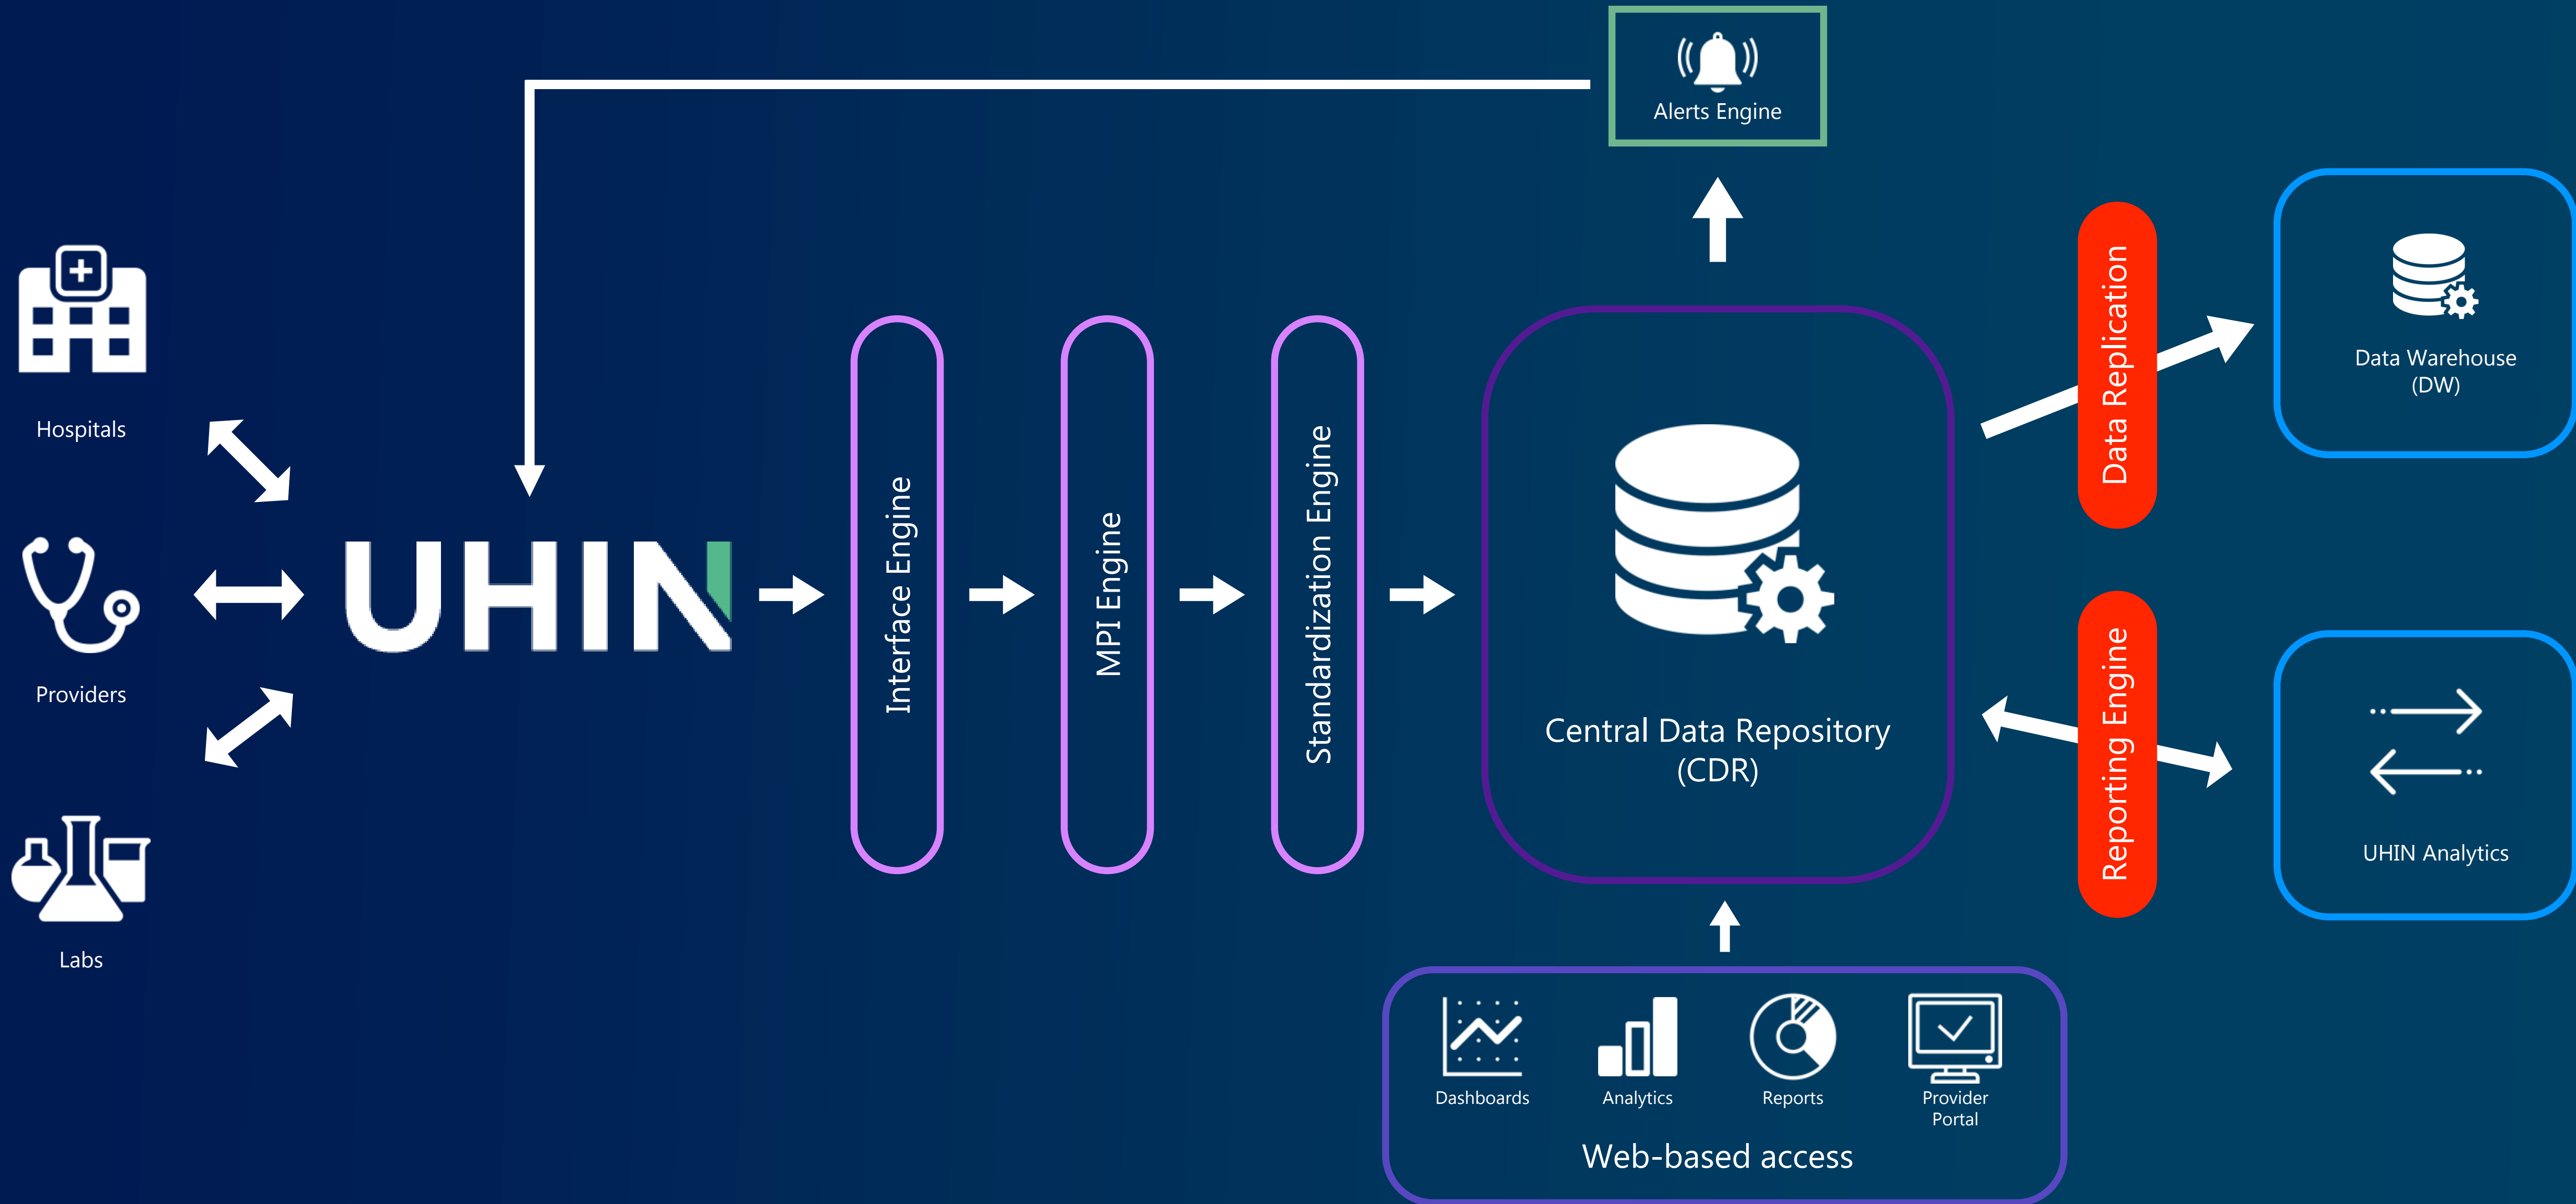 Alerts Engine
Hospitals
Providers
Labs
UHIN
Interface Engine
MPI Engine
Standardization Engine
Central Data Repository
(CDR)
Data Replication
Reporting Engine
Data Warehouse
(DW)
UHIN Analytics
Dashboards
Analytics
Reports
Provider
Portal
Web-based access